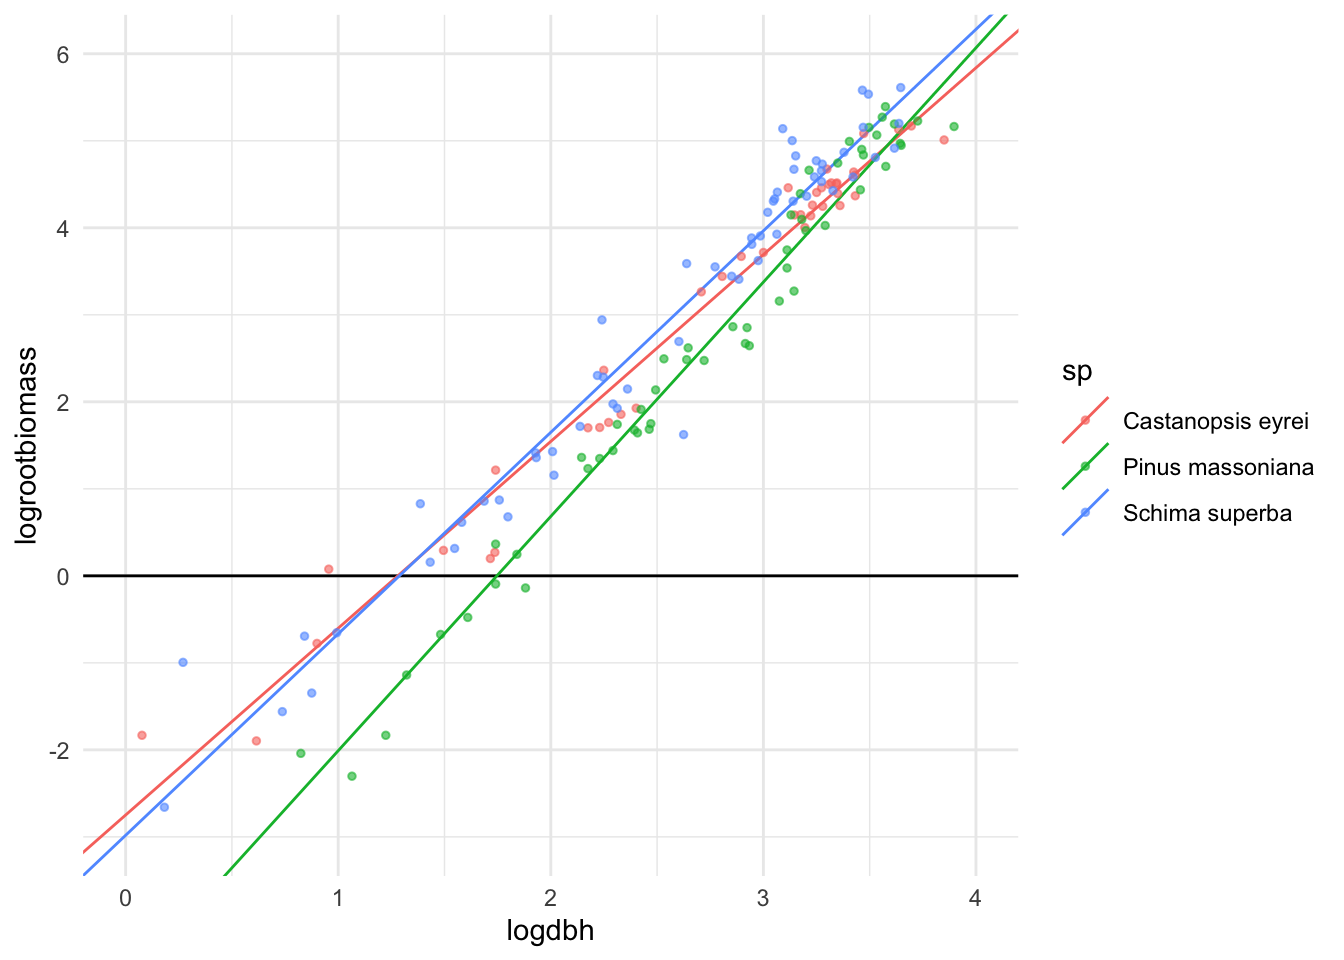 6
4
2
0
-2
logrootbiomass
0 1 2 3 4
logdbh
sp
Castanopsis eyrei
Pinus massoniana
Schima superba